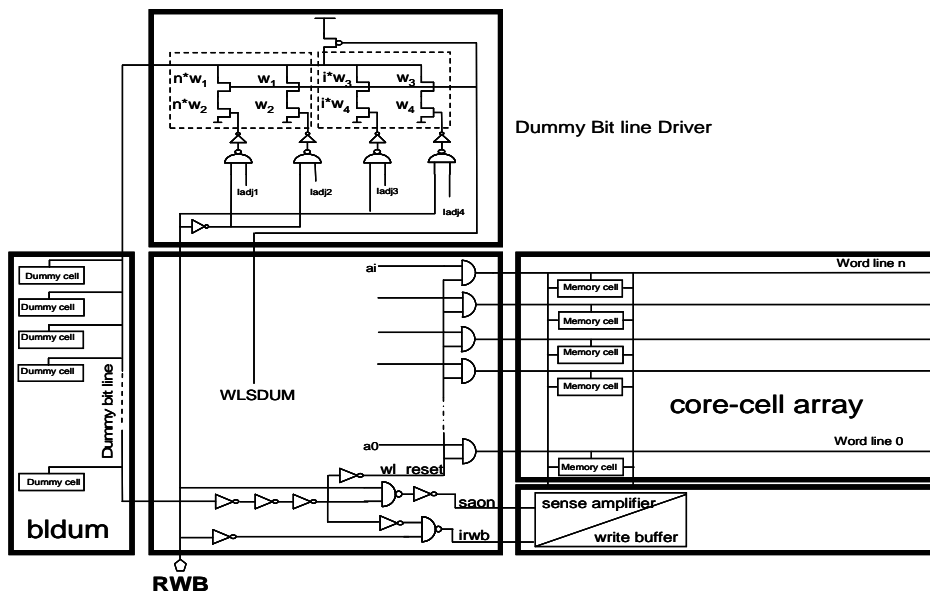 n*w1 w1 i*w3 w3
n*w2 w2 i*w4 w4
Dummy Bit line Driver
Iadj1 Iadj2 Iadj3 Iadj4
ai
Word line n
Dummy cell
Dummy cell
Dummy cell
Dummy cell
Dummy cell
Dummy bit line
bldum
WLSDUM
Memory cell
Memory cell
Memory cell
Memory cell
Memory cell
core-cell array
a0
Word line 0
wl_reset
saon
irwb
sense amplifier
write buffer
RWB